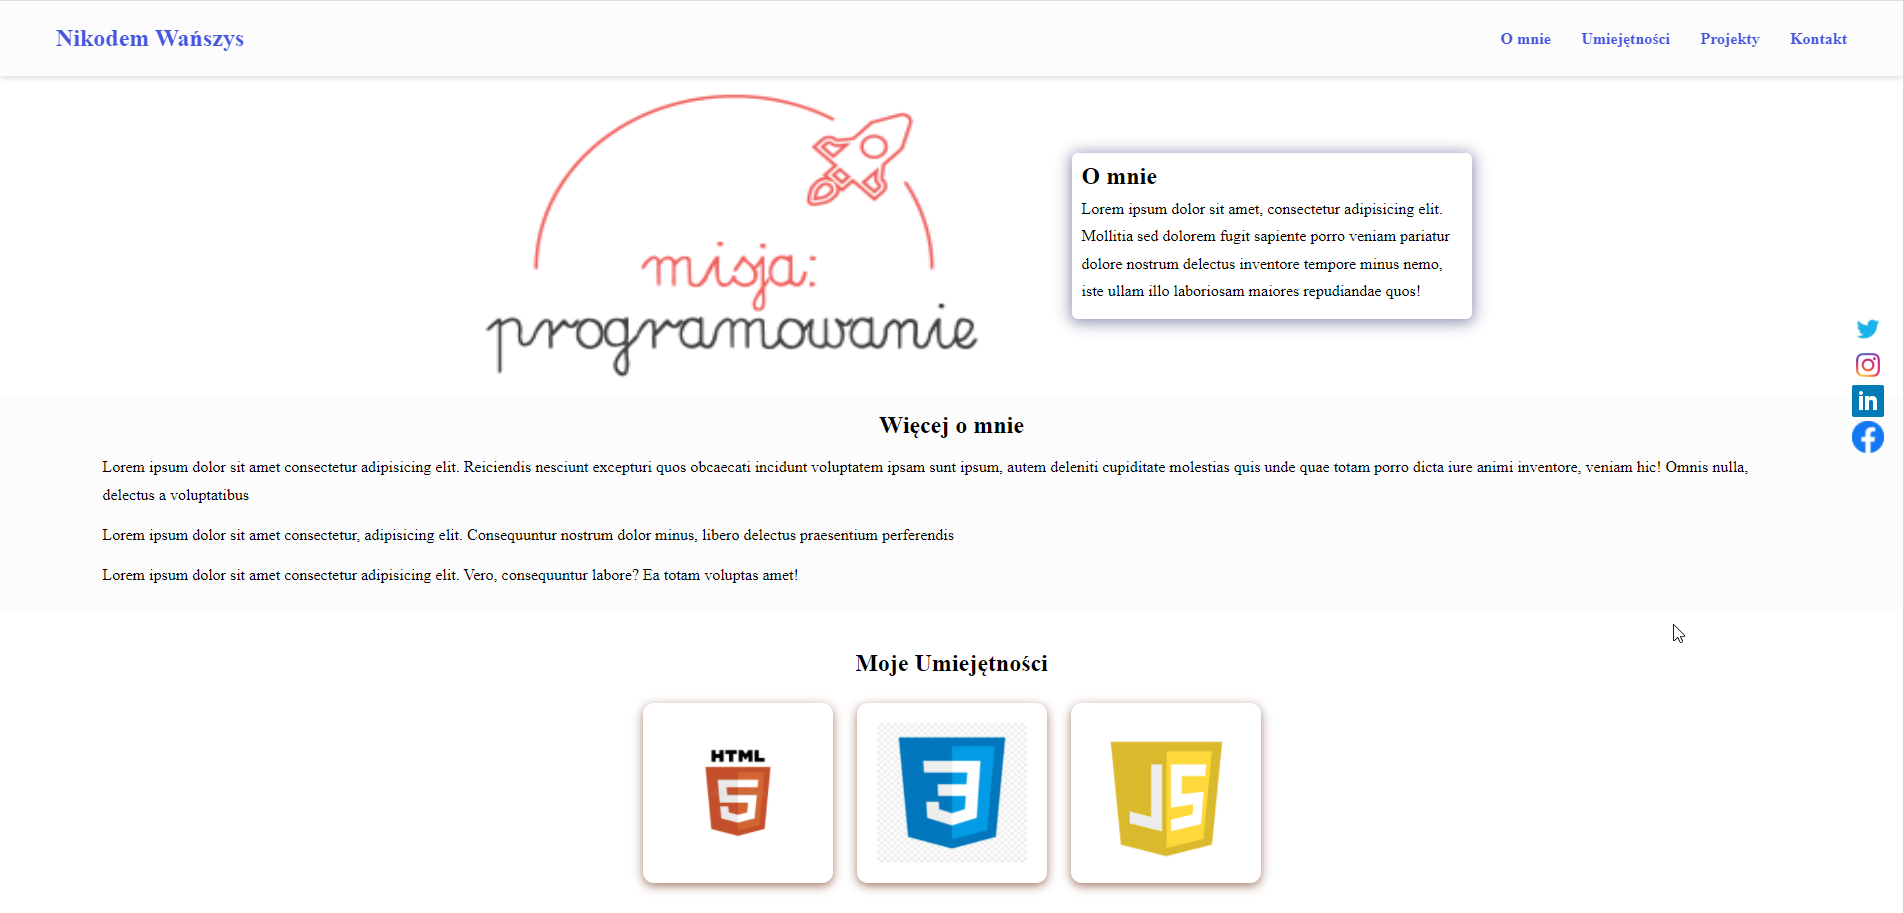 Nikodem Wańszys
O mnie Umiejętności Projekty Kontakt
misja:
programowanie
O mnie
Lorem ipsum dolor sit amet, consectetur adipisicing elit.
Mollitia sed dolorem fugit sapiente porro veniam pariatur
dolore nostrum delectus inventore tempore minus nemo,
iste ullam illo laboriosam maiores repudiandae quos!
in
Więcej o mnie
Lorem ipsum dolor sit amet consectetur adipisicing elit. Reiciendis nesciunt excepturi quos obcaecati incidunt voluptatem ipsam sunt ipsum, autem deleniti cupiditate molestias quis unde quae totam porro dicta iure animi inventore, veniam hic! Omnis nulla,
delectus a voluptatibus
Lorem ipsum dolor sit amet consectetur, adipisicing elit. Consequuntur nostrum dolor minus, libero delectus praesentium perferendis
Lorem ipsum dolor sit amet consectetur adipisicing elit. Vero, consequuntur labore? Ea totam voluptas amet!
Moje Umiejętności
HTML
5
3
JS